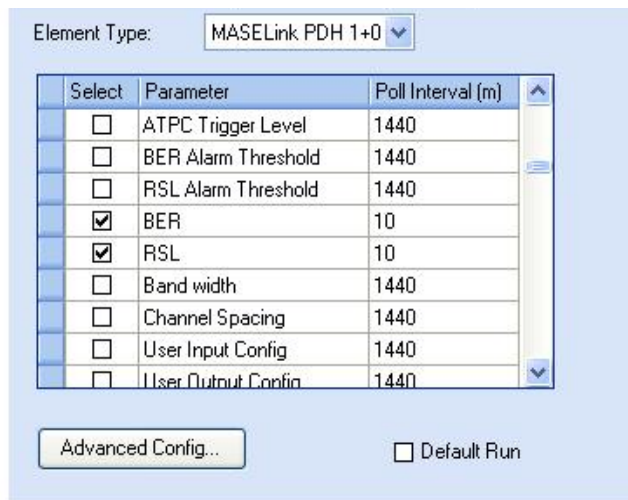 Element Type: MASELink PDH 1+0
Select Parameter Poll Interval (m)
ATPC Trigger Level 1440
BER Alarm Threshold 1440
RSL Alarm Threshold 1440
BER 10
RSL 10
Band width 1440
Channel Spacing 1440
User Input Config 1440
User Output Config 1440
Advanced Config... Default Run